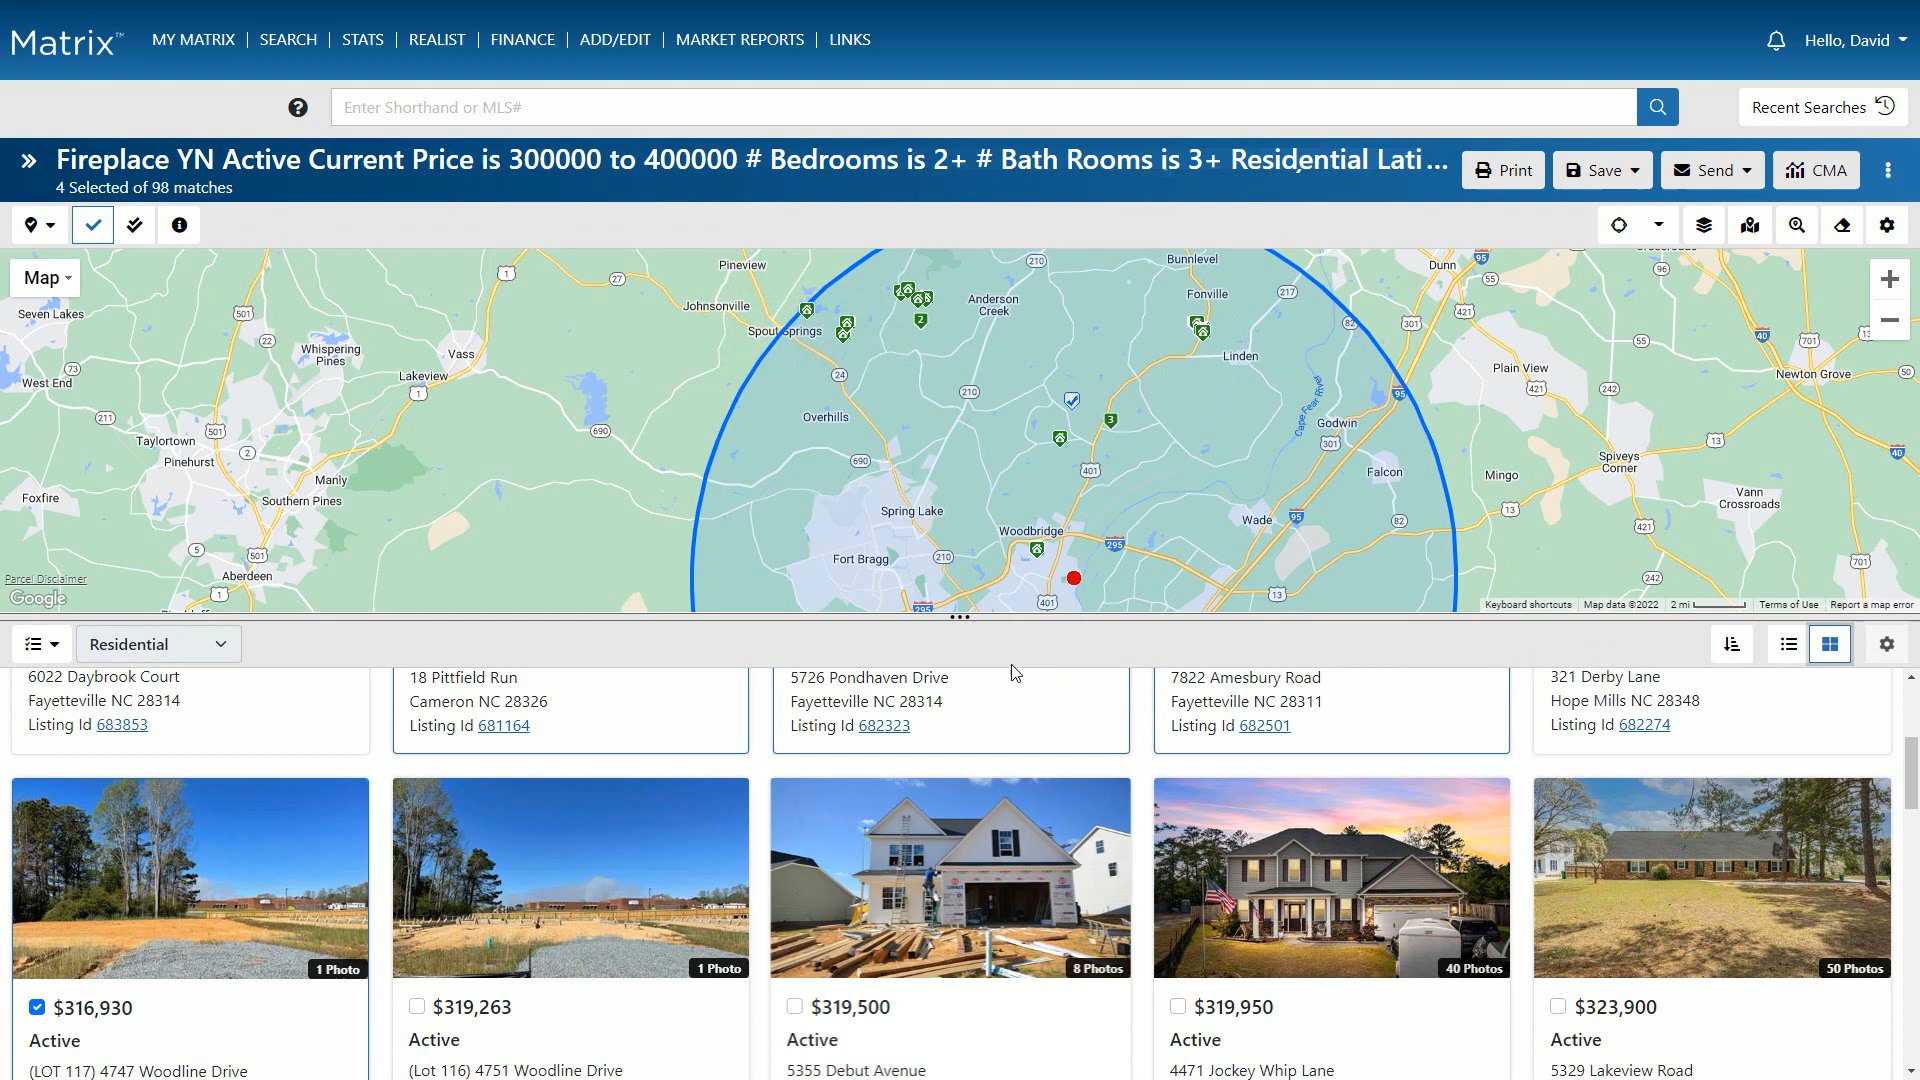 Matrix™
MY MATRIX
SEARCH
STATS
REALIST
FINANCE
ADD/EDIT
MARKET REPORTS
LINKS
Hello, David
Enter Shorthand or MLS#
Recent Searches
Fireplace YN Active Current Price is 300000 to 400000 # Bedrooms is 2+ # Bath Rooms is 3+ Residential Lati...
4 Selected of 98 matches
Print
Save
Send
CMA
Map
Pineview
Johnsonville
Spout Springs
Anderson
Creek
Bunnlevel
Fonville
Linden
Dunn
Seven Lakes
West End
Whispering
Pines
Vass
Lakeview
Taylortown
Pinehurst
Manly
Southern Pines
Foxfire
Aberdeen
Overhills
Spring Lake
Fort Bragg
Woodbridge
Wade
Cape Fear River
Godwin
Falcon
Plain View
Newton Grove
Spiveys
Corner
Mingo
Vann
Crossroads
Parcel Disclaimer
Google
Keyboard shortcuts
Map data ©2022
2 mi
Terms of Use
Report a map error
Residential
6022 Daybrook Court
Fayetteville NC 28314
Listing Id 683853
18 Pittfield Run
Cameron NC 28326
Listing Id 681164
5726 Pondhaven Drive
Fayetteville NC 28314
Listing Id 682323
7822 Amesbury Road
Fayetteville NC 28311
Listing Id 682501
321 Derby Lane
Hope Mills NC 28348
Listing Id 682274
1 Photo
1 Photo
8 Photos
40 Photos
50 Photos
$316,930
Active
(LOT 117) 4747 Woodline Drive
$319,263
Active
(Lot 116) 4751 Woodline Drive
$319,500
Active
5355 Debut Avenue
$319,950
Active
4471 Jockey Whip Lane
$323,900
Active
5329 Lakeview Road